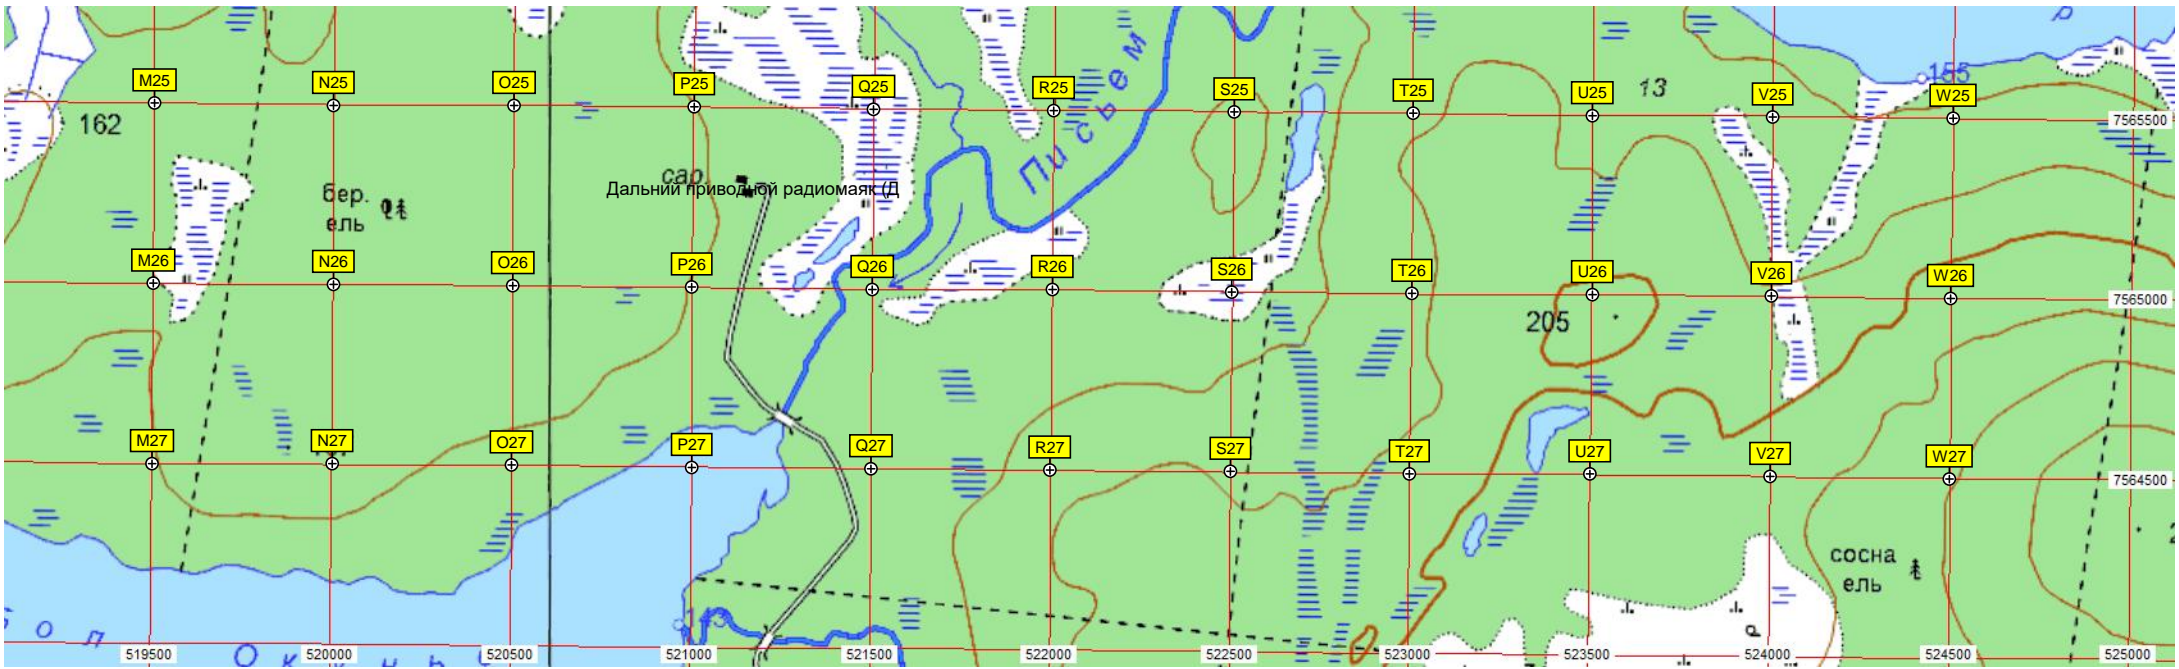 р
155
13
M25 N25 O25 P25 Q25 R25 S25 T25 U25 V25 W25
7565500
162
Письем
сар.
Дальний приводной радиомаяк (Д
бер.
ель
M26 N26 O26 P26 Q26 R26 S26 T26 U26 V26 W26
7565000
205
M27 N27 O27 P27 Q27 R27 S27 T27 U27 V27 W27
7564500
сосна
ель
143
519500 520000 520500 521000 521500 522000 522500 523000 523500 524000 524500 525000